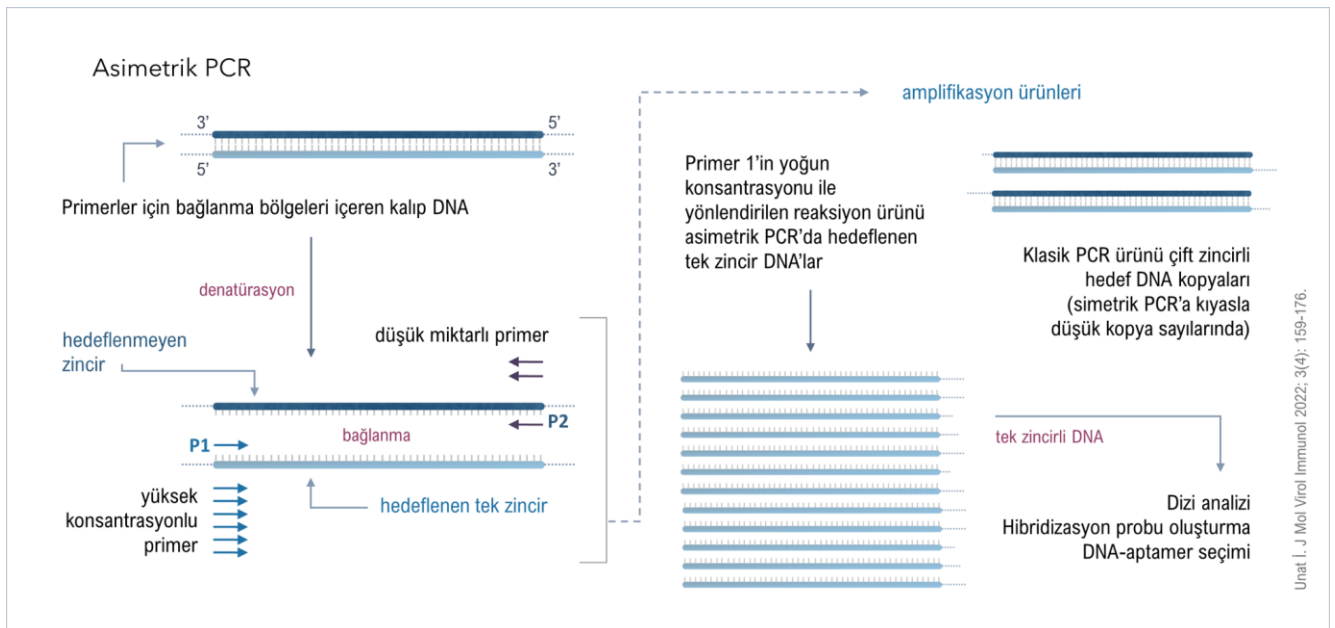 Asimetrik PCR
3’
5’
5’
3’
Primerler için bağlanma bölgeleri içeren kalıp DNA
denatürasyon
hedeflenmeyen
zincir
düşük miktarlı primer
P2
P1
bağlanma
yüksek
konsantrasyonlu
primer
hedeflenen tek zincir
amplifikasyon ürünleri
Primer 1’in yoğun
konsantrasyonu ile
yönlendirilen reaksiyon ürünü
asimetrik PCR’da hedeflenen
tek zincir DNA’lar
Klasik PCR ürünü çift zincirli
hedef DNA kopyaları
(simetrik PCR’a kıyasla
düşük kopya sayılarında)
tek zincirli DNA
Dizi analizi
Hibridizasyon probu oluşturma
DNA-aptamer seçimi
Unat İ. J Mol Virol Immunol 2022; 3(4): 159-176.